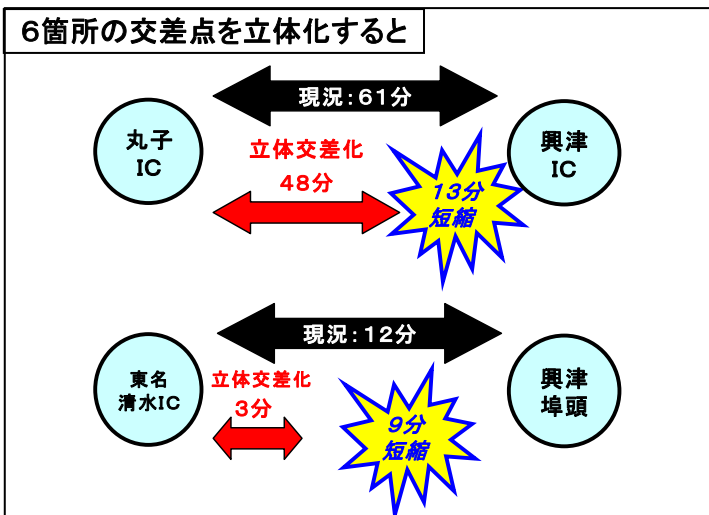 6箇所の交差点を立体化すると
現況:61分
丸子
IC
立体交差化
48分
13分
短縮
興津
IC
現況:12分
東名
清水IC
立体交差化
3分
9分
短縮
興津
埠頭